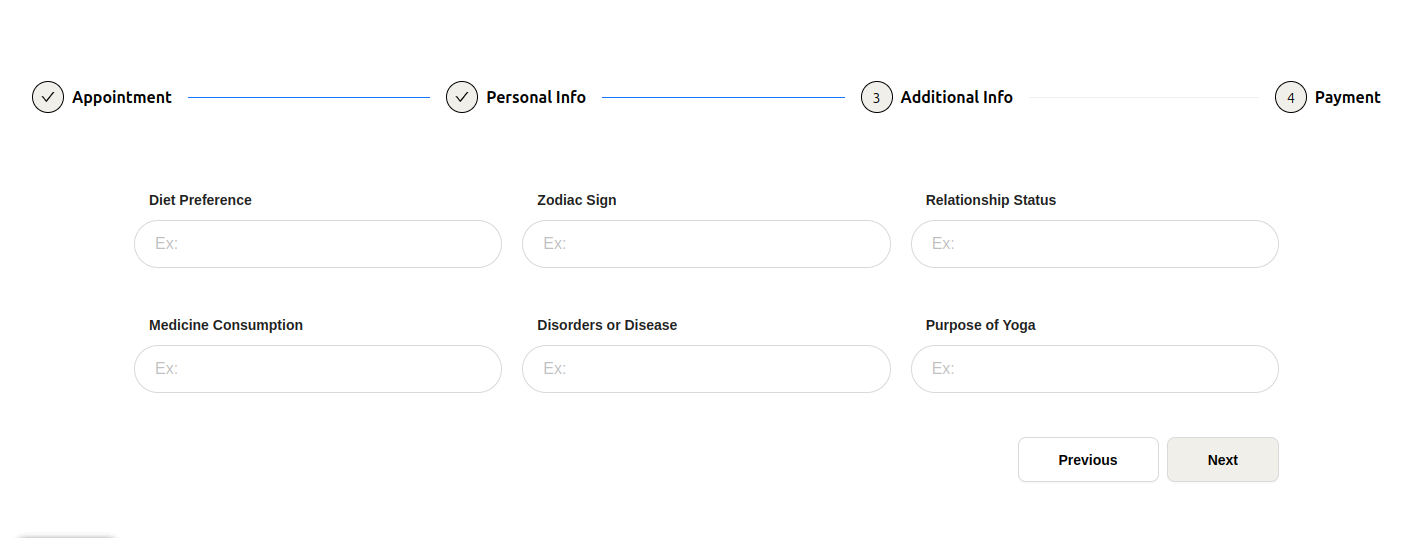 Appointment Personal Info 3 Additional Info 4 Payment
Diet Preference Zodiac Sign Relationship Status
Ex: Ex: Ex:
Medicine Consumption Disorders or Disease Purpose of Yoga
Ex: Ex: Ex:
Previous Next